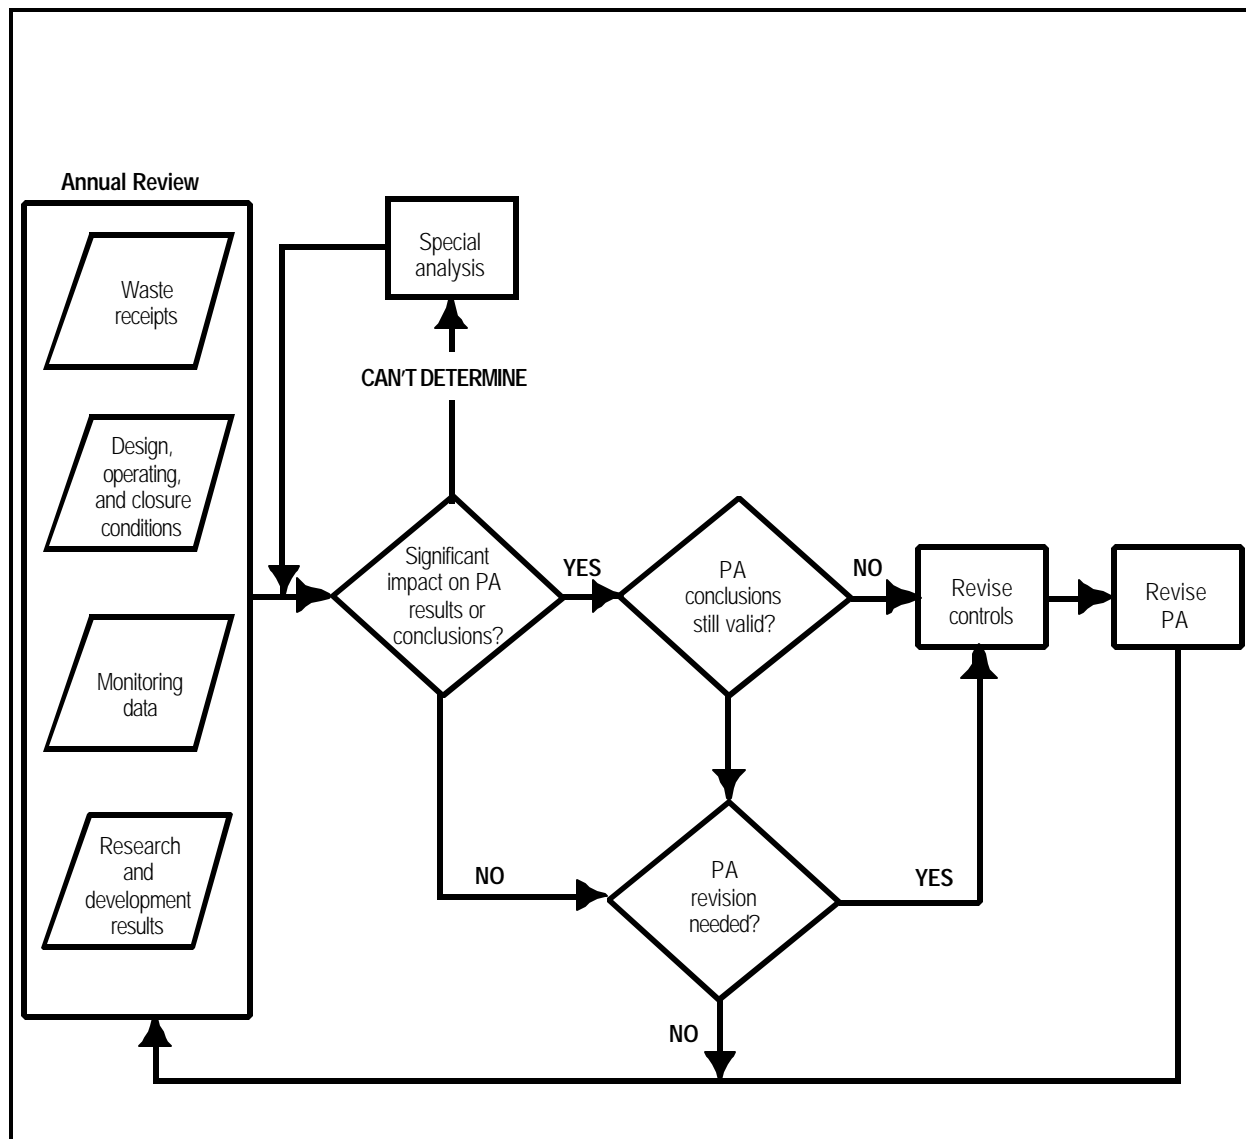 Annual Review
Waste
receipts
Design,
operating,
and closure
conditions
Monitoring
data
Research
and
development
results
Special
analysis
CAN'T DETERMINE
Significant
impact on PA
results or
conclusions?
YES
PA
conclusions
still valid?
NO
Revise
controls
Revise
PA
NO
PA
revision
needed?
YES
NO